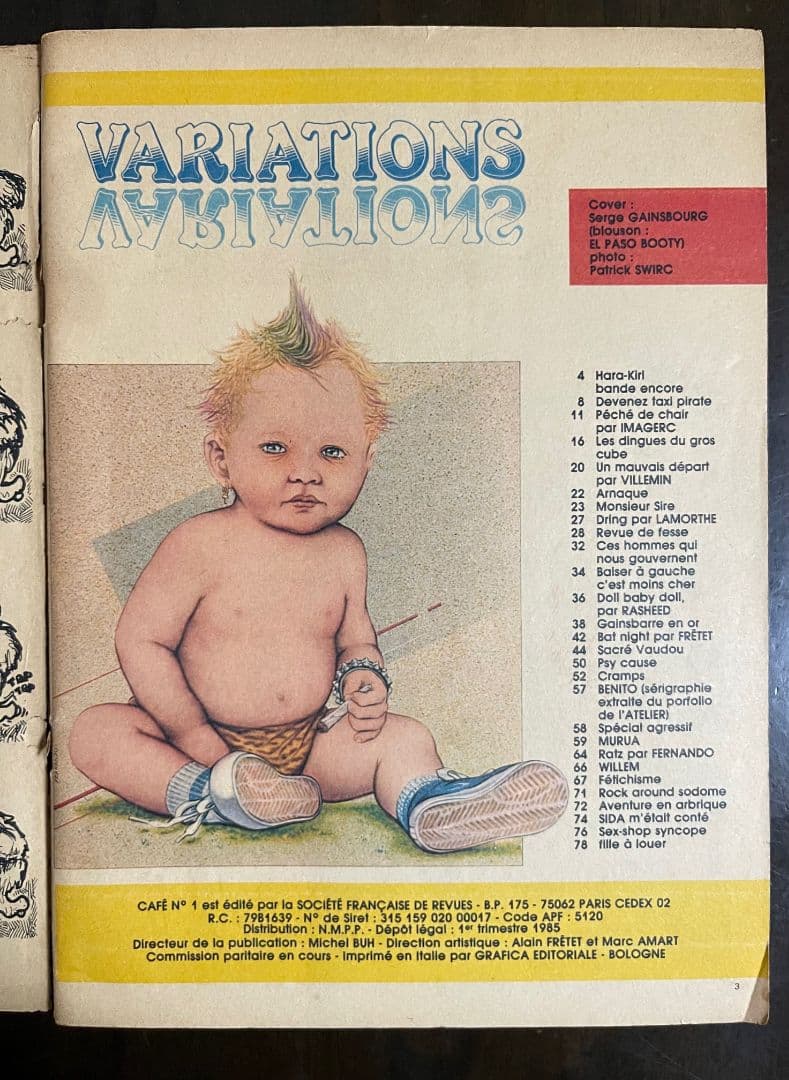 VARIATIONS
VARIATIONS
Cover :
Serge GAINSBOURG
(blouson :
EL PASO BOOTY)
photo :
Patrick SWIRC
4 Hara-Kiri
bande encore
8 Devenez taxi pirate
11 Péché de chair
par IMAGERC
16 Les dingues du gros
cube
20 Un mauvais départ
par VILLEMIN
22 Arnaque
23 Monsieur Sire
27 Dring par LAMORTHE
28 Revue de fesse
32 Ces hommes qui
nous gouvernent
34 Baiser à gauche
c'est moins cher
36 Doll baby doll,
par RASHEED
38 Gainsbarre en or
42 Bat night par FRÊTET
44 Sacré Vaudou
50 Psy cause
52 Cramps
57 BENITO (sérigraphie
extraite du porfolio
de l'ATELIER)
58 Spécial agressif
59 MURUA
64 Ratz par FERNANDO
66 WILLEM
67 Fétichisme
71 Rock around sodome
72 Aventure en arbrique
74 SIDA m'était conté
76 Sex-shop syncope
78 fille à louer
CAFÉ N° 1 est édité par la SOCIÉTÉ FRANÇAISE DE REVUES - B.P. 175 - 75062 PARIS CEDEX 02
R.C. : 79B1639 - N° de Siret : 315 159 020 00017 - Code APF : 5120
Distribution : N.M.P.P. - Dépôt légal : 1er trimestre 1985
Directeur de la publication : Michel BUH - Direction artistique : Alain FRÊTET et Marc AMART
Commission paritaire en cours - Imprimé en Italie par GRAFICA EDITORIALE - BOLOGNE
3